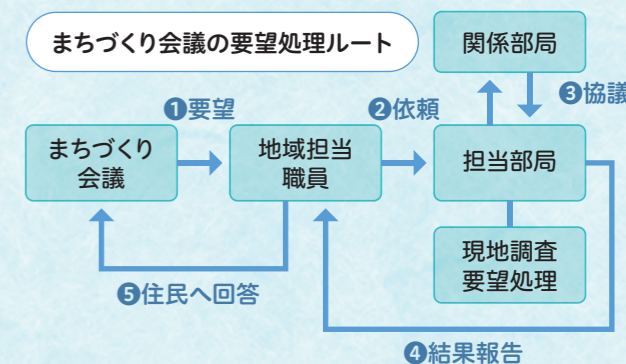 まちづくり会議の要望処理ルート
関係部局
❸協議
❶要望
❷依頼
まちづくり
会議
地域担当
職員
担当部局
現地調査
要望処理
❺住民へ回答
❹結果報告